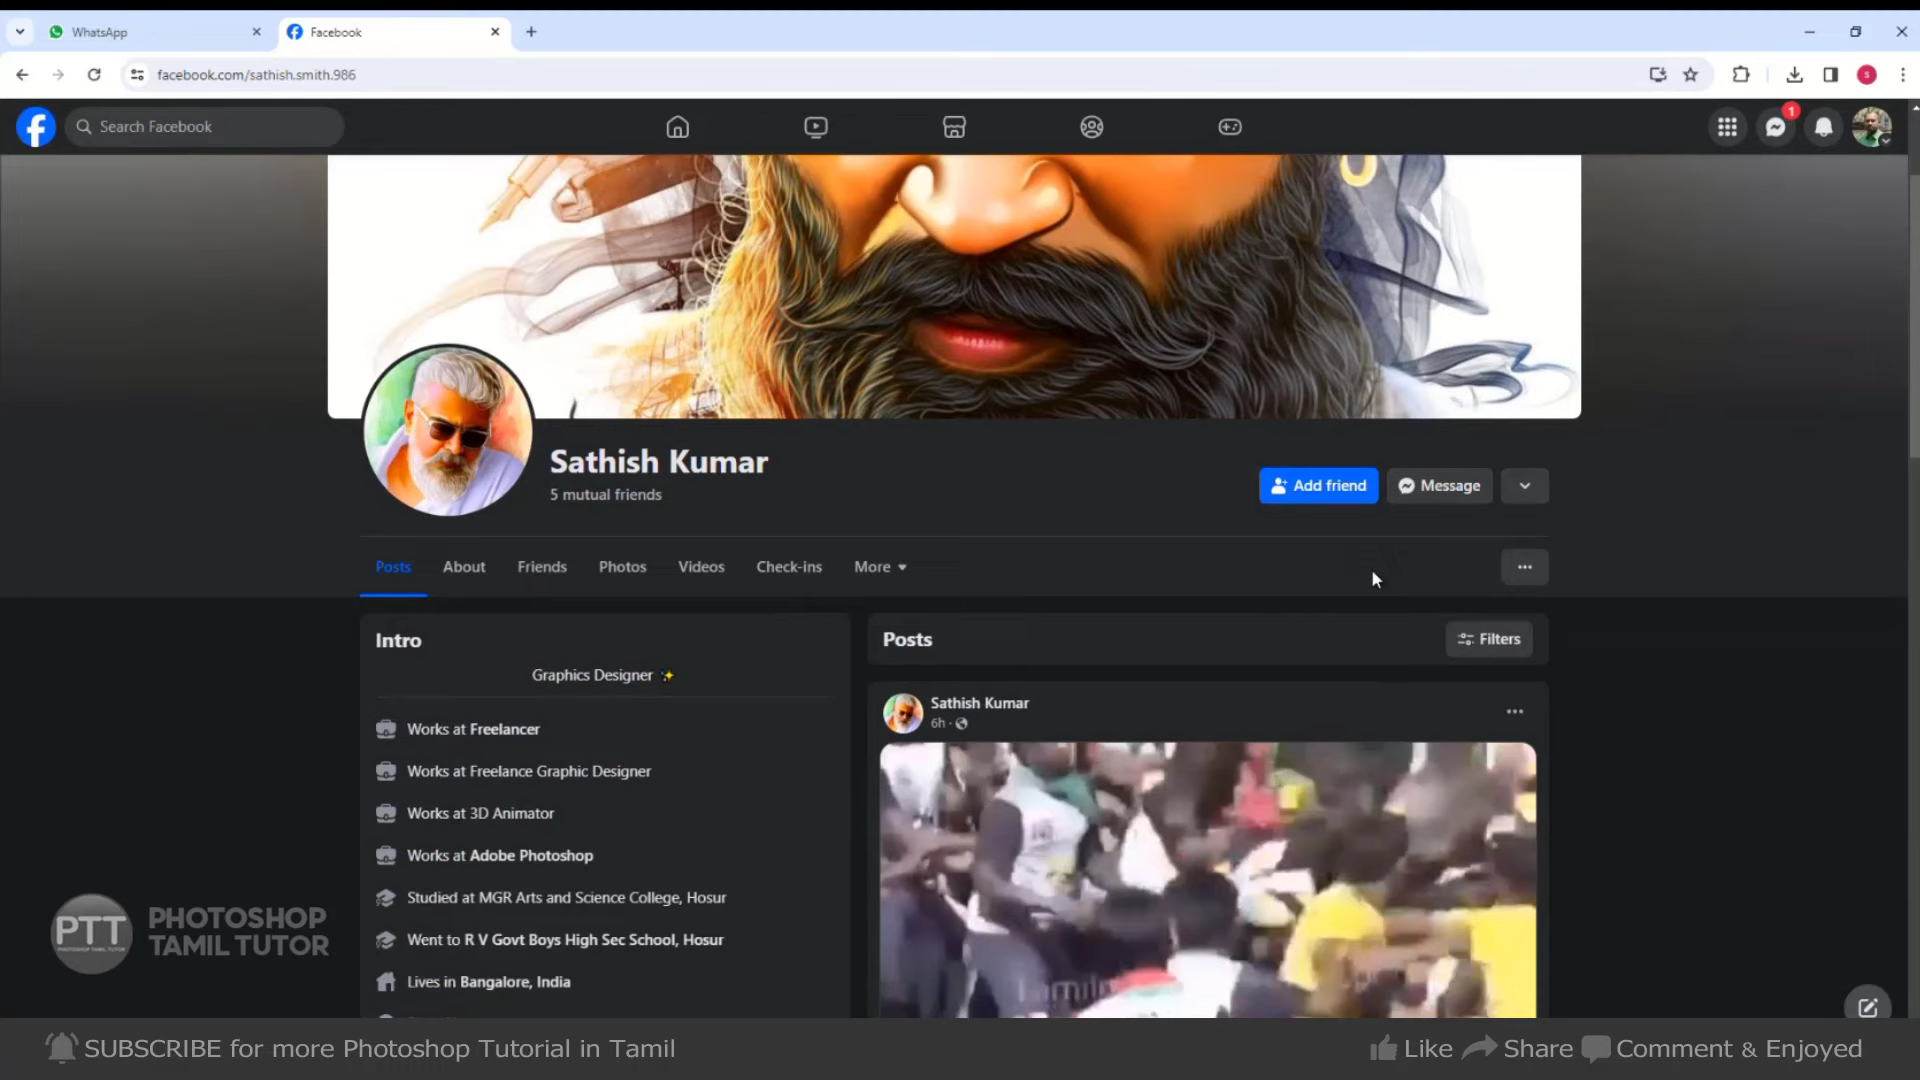 WhatsApp
Facebook
facebook.com/sathish.smith.986
S
Search Facebook
1
Sathish Kumar
5 mutual friends
Add friend
Message
Posts
About
Friends
Photos
Videos
Check-ins
More
Intro
Graphics Designer ✨
Works at Freelancer
Works at Freelance Graphic Designer
Works at 3D Animator
Works at Adobe Photoshop
Studied at MGR Arts and Science College, Hosur
Went to R V Govt Boys High Sec School, Hosur
Lives in Bangalore, India
Posts
Filters
Sathish Kumar
6h ·
PTT
PHOTOSHOP
TAMIL TUTOR
SUBSCRIBE for more Photoshop Tutorial in Tamil
Like
Share
Comment & Enjoyed